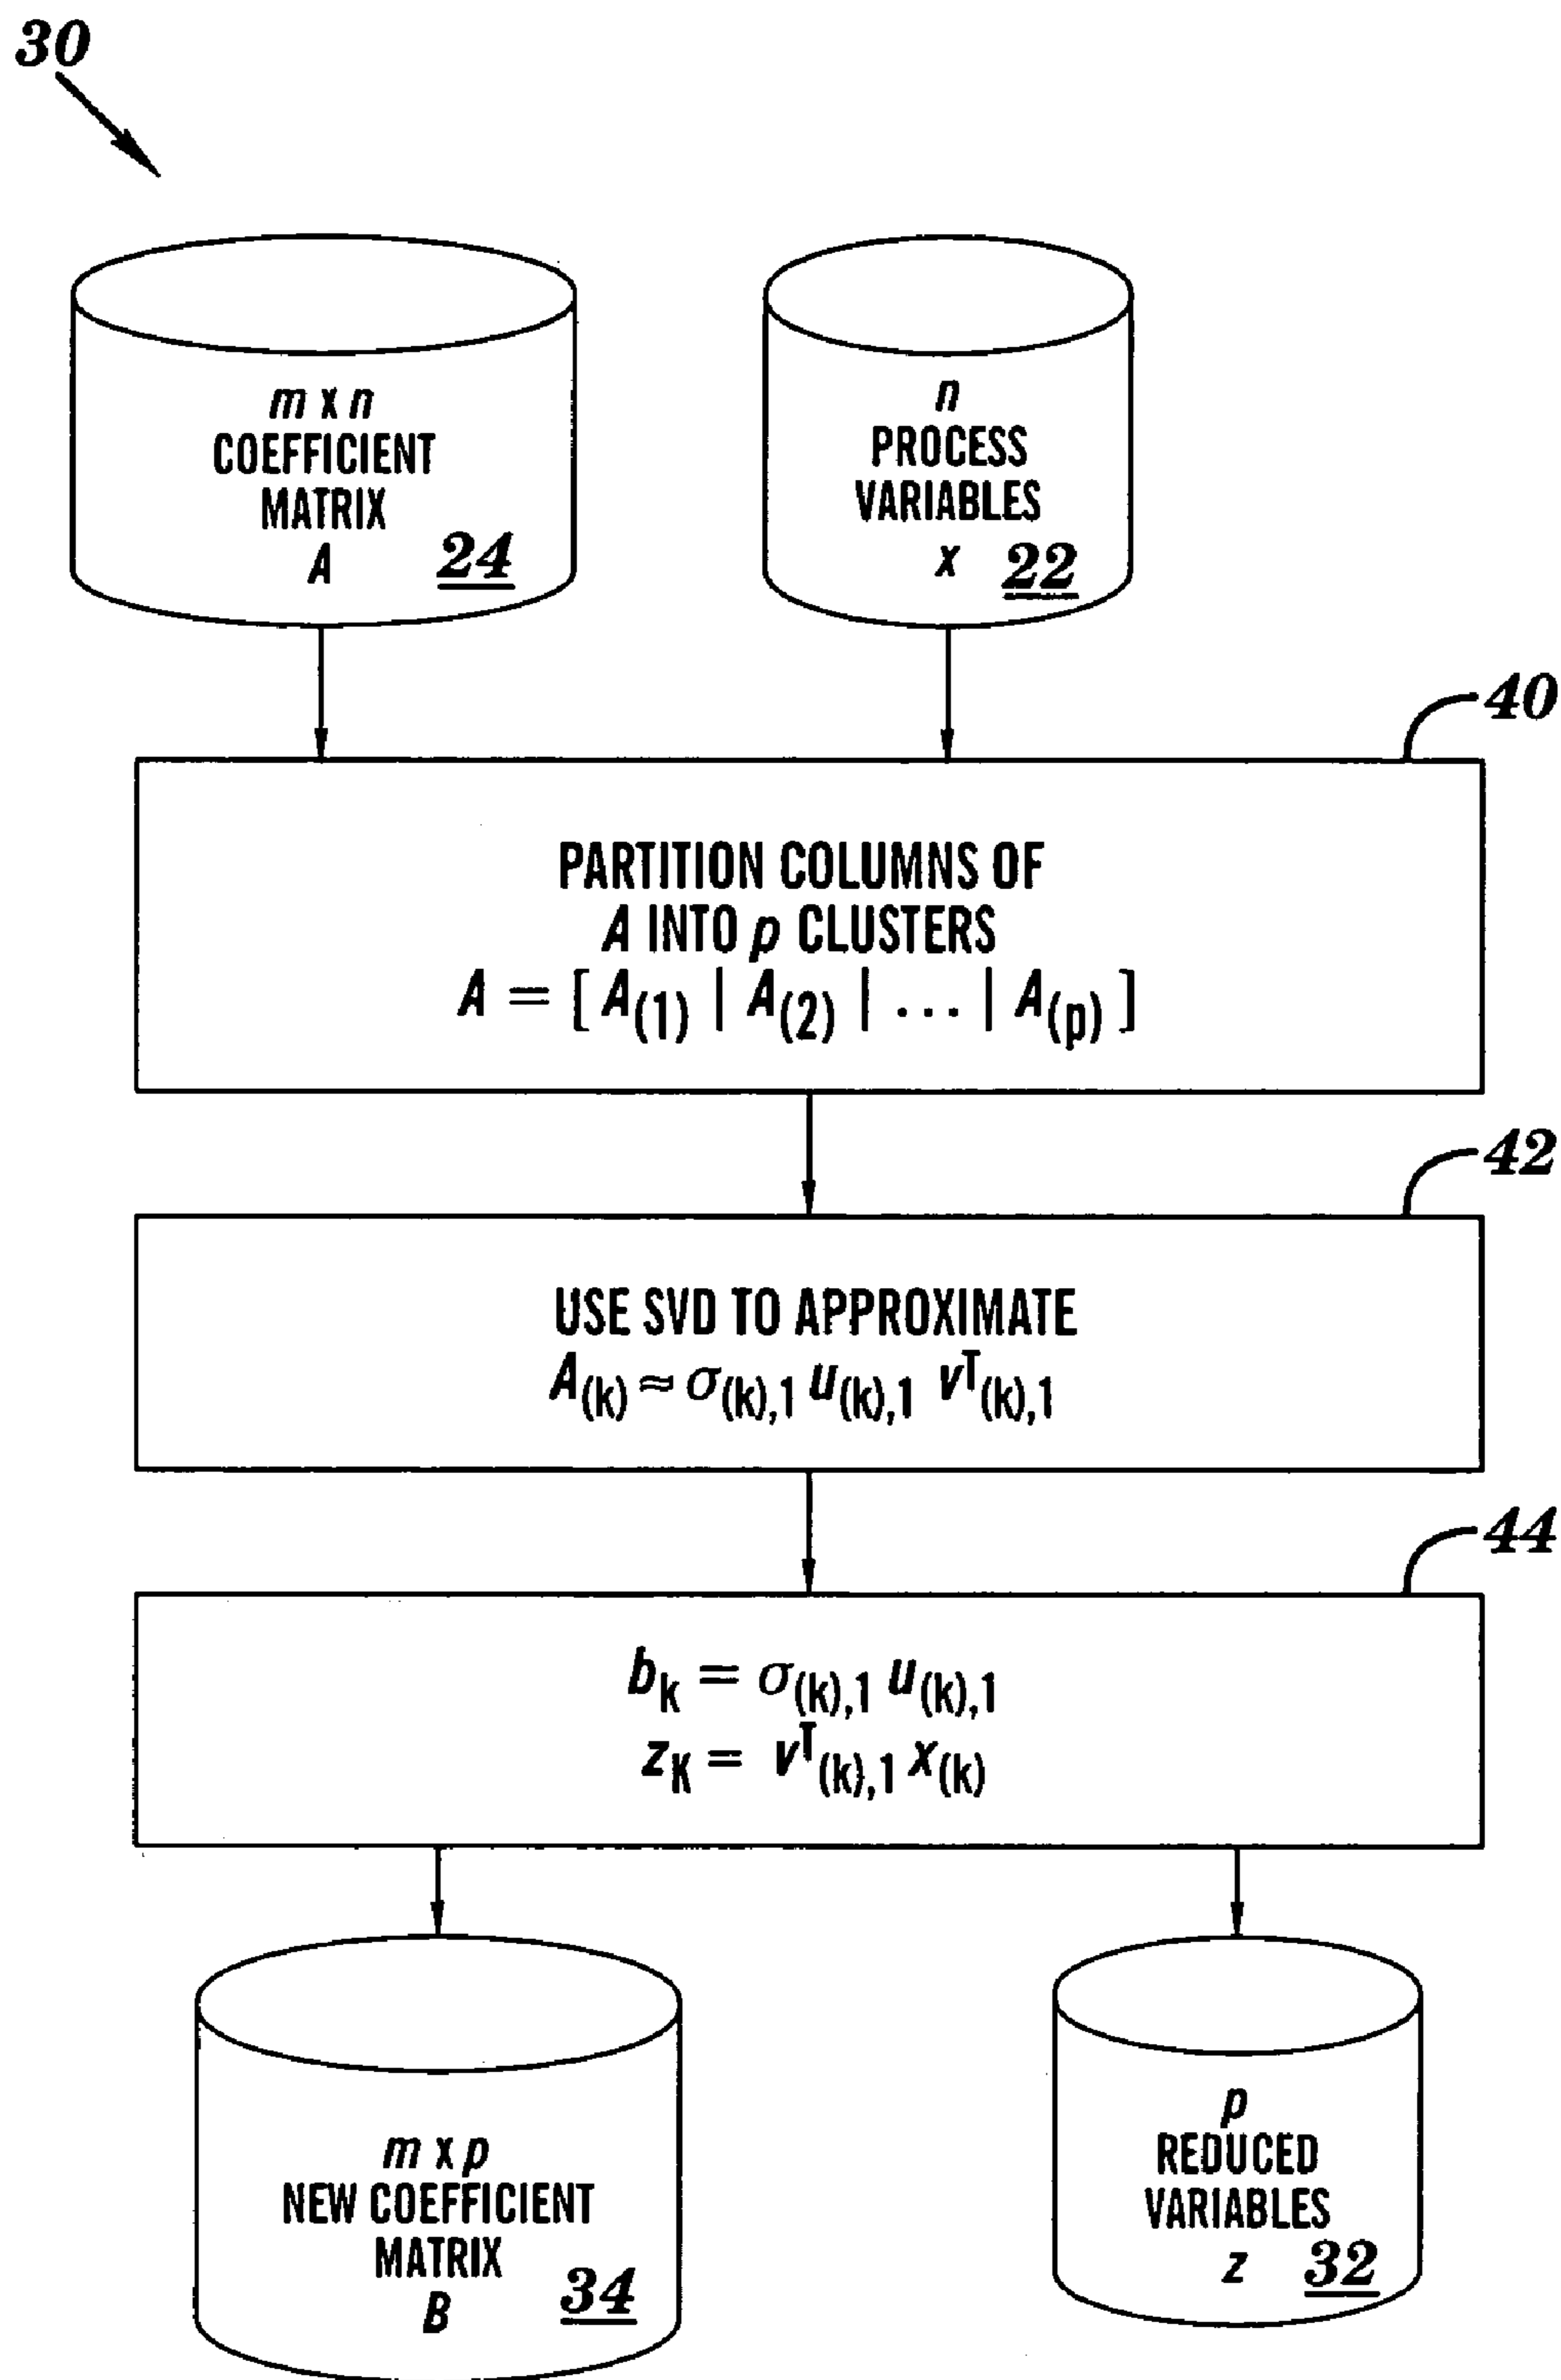 30
m x n
COEFFICIENT
MATRIX
A 24
n
PROCESS
VARIABLES
x 22
40
PARTITION COLUMNS OF
A INTO p CLUSTERS
A = [ A(1) | A(2) | ... | A(p) ]
42
USE SVD TO APPROXIMATE
A(k) ≈ σ(k),1 u(k),1 vᵀ(k),1
44
bk = σ(k),1 u(k),1
zK = vᵀ(k),1 x(k)
m x p
NEW COEFFICIENT
MATRIX
B 34
p
REDUCED
VARIABLES
z 32